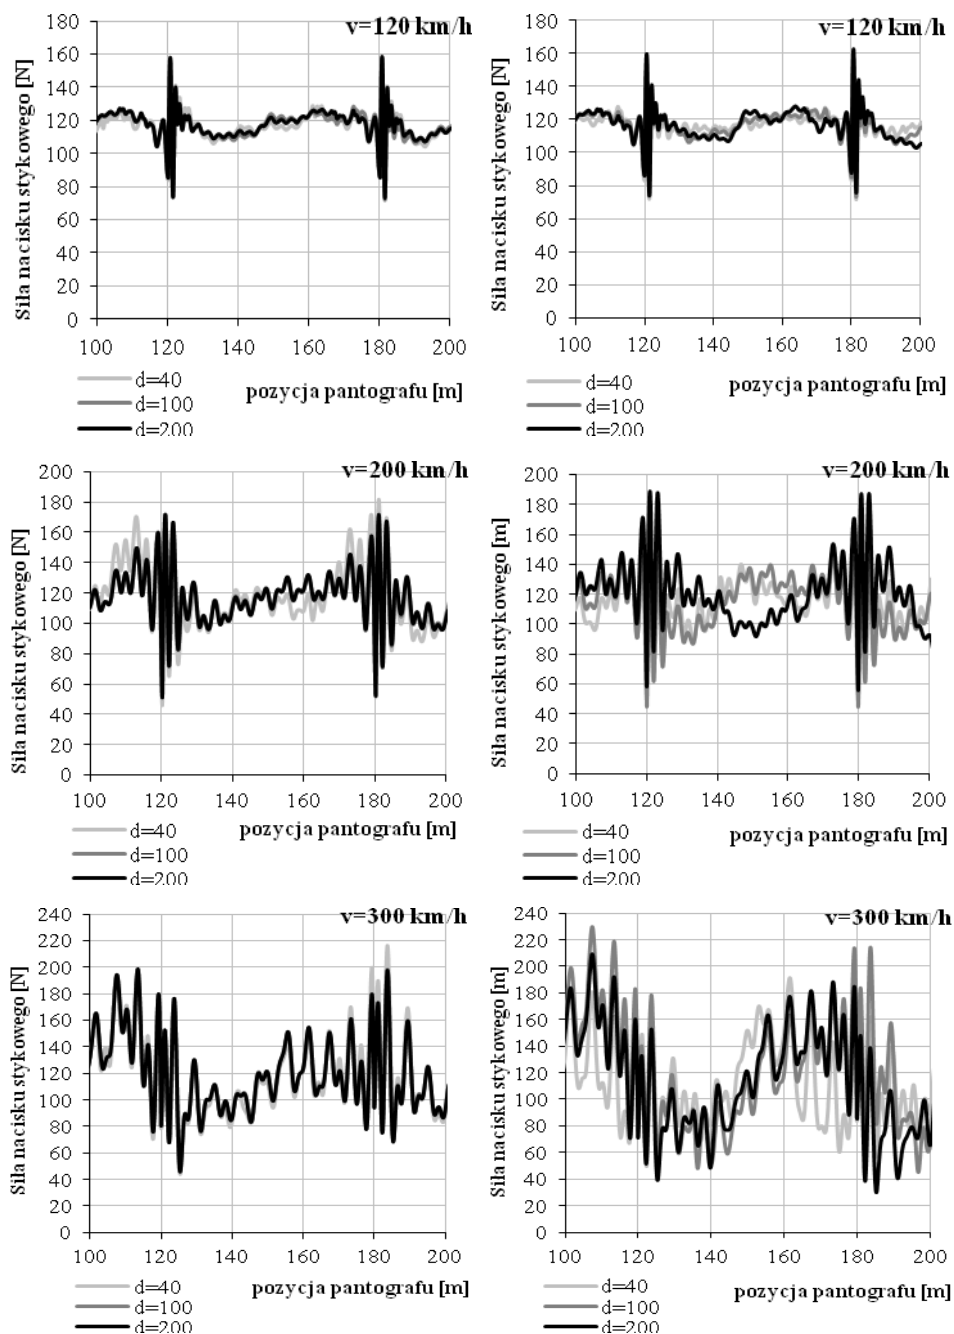 v=120 km/h
Siła nacisku stykowego [N]
180
160
140
120
100
80
60
40
20
0
100 120 140 160 180 200
pozycja pantografu [m]
d=40
d=100
d=200
v=120 km/h
Siła nacisku stykowego [N]
180
160
140
120
100
80
60
40
20
0
100 120 140 160 180 200
pozycja pantografu [m]
d=40
d=100
d=200
v=200 km/h
Siła nacisku stykowego [N]
200
180
160
140
120
100
80
60
40
20
0
100 120 140 160 180 200
pozycja pantografu [m]
d=40
d=100
d=200
v=200 km/h
Siła nacisku stykowego [m]
200
180
160
140
120
100
80
60
40
20
0
100 120 140 160 180 200
pozycja pantografu [m]
d=40
d=100
d=200
v=300 km/h
Siła nacisku stykowego [N]
240
220
200
180
160
140
120
100
80
60
40
20
0
100 120 140 160 180 200
pozycja pantografu [m]
d=40
d=100
d=200
v=300 km/h
Siła nacisku stykowego [m]
240
220
200
180
160
140
120
100
80
60
40
20
0
100 120 140 160 180 200
pozycja pantografu [m]
d=40
d=100
d=200